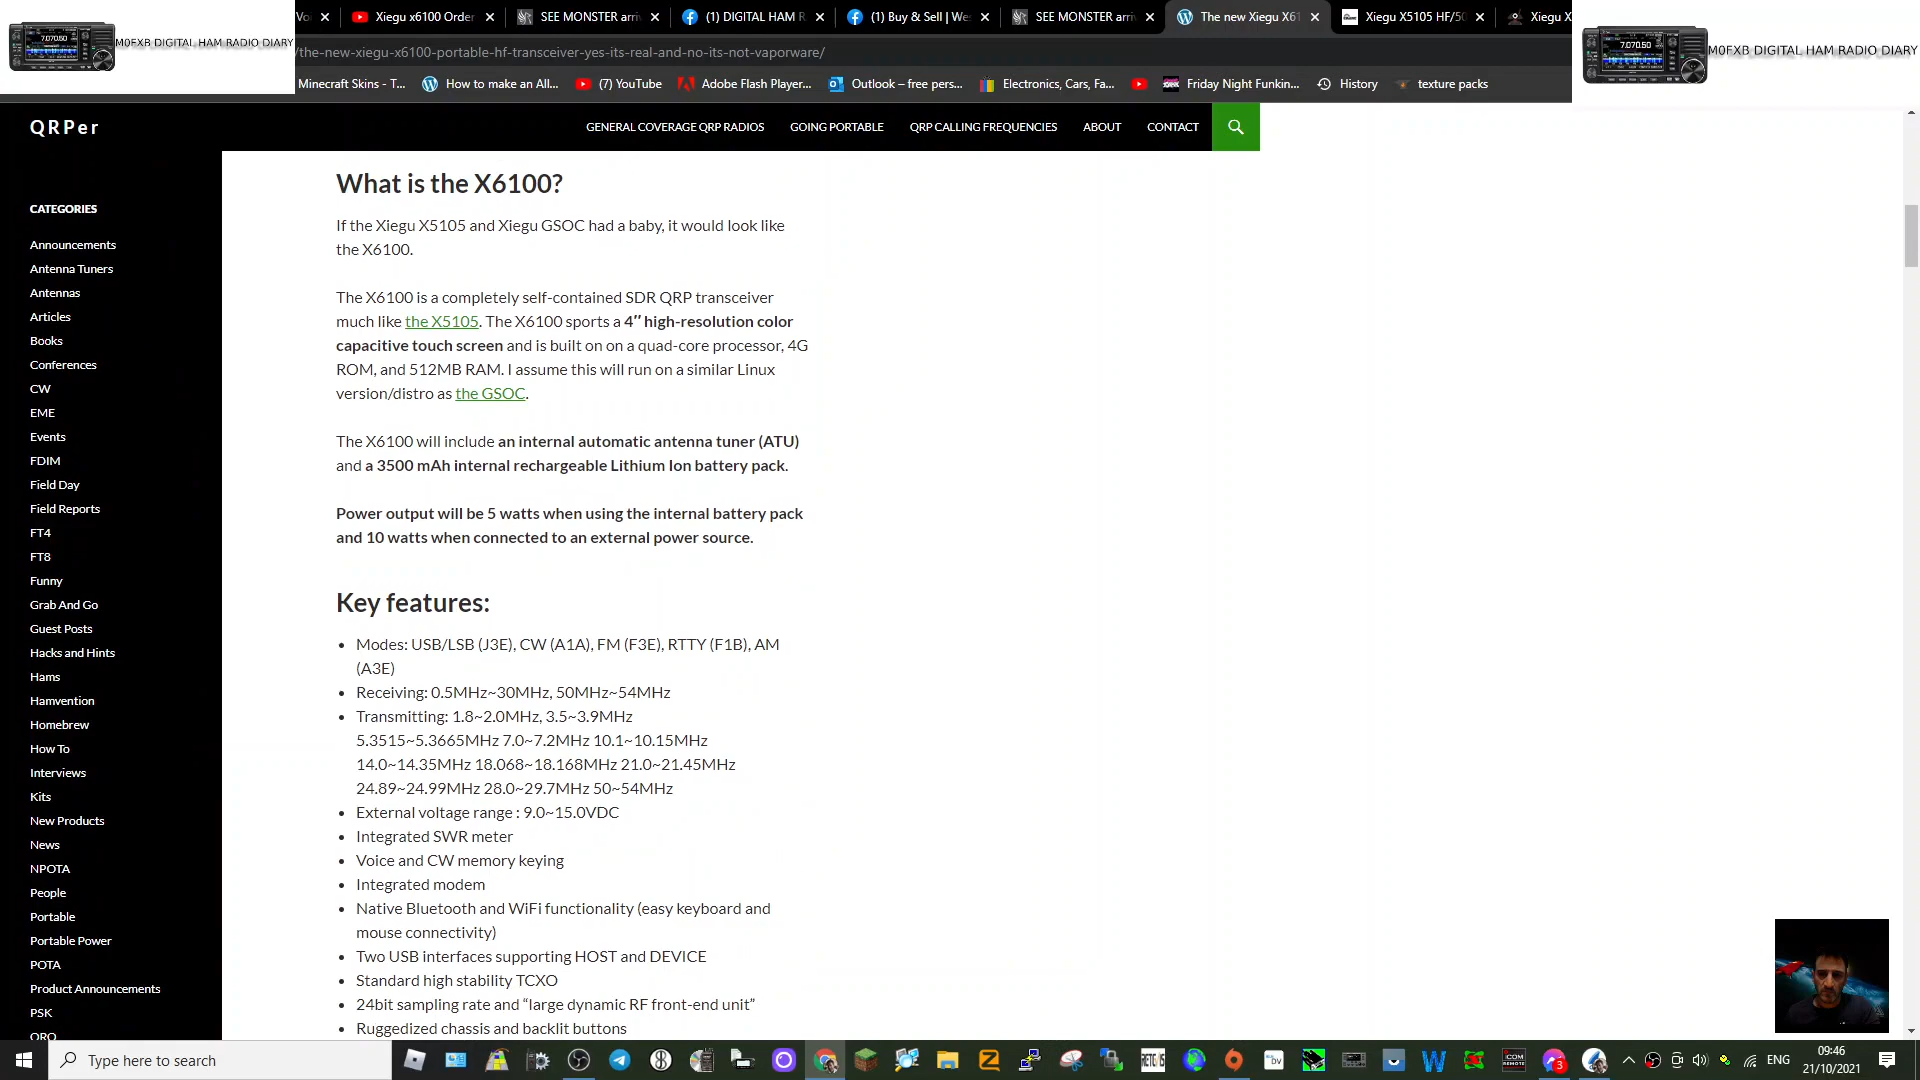 M0FXB DIGITAL HAM RADIO DIARY
Xiegu x6100 Order
SEE MONSTER arri
(1) DIGITAL HAM R
(1) Buy & Sell | We
SEE MONSTER arri
The new Xiegu X61
Xiegu X5105 HF/50
Xiegu X
M0FXB DIGITAL HAM RADIO DIARY
/the-new-xiegu-x6100-portable-hf-transceiver-yes-its-real-and-no-its-not-vaporware/
Minecraft Skins - T...
How to make an All...
(7) YouTube
Adobe Flash Player...
Outlook – free pers...
Electronics, Cars, Fa...
Friday Night Funkin...
History
texture packs
QRPer
GENERAL COVERAGE QRP RADIOS
GOING PORTABLE
QRP CALLING FREQUENCIES
ABOUT
CONTACT
CATEGORIES
Announcements
Antenna Tuners
Antennas
Articles
Books
Conferences
CW
EME
Events
FDIM
Field Day
Field Reports
FT4
FT8
Funny
Grab And Go
Guest Posts
Hacks and Hints
Hams
Hamvention
Homebrew
How To
Interviews
Kits
New Products
News
NPOTA
People
Portable
Portable Power
POTA
Product Announcements
PSK
QRO
What is the X6100?
If the Xiegu X5105 and Xiegu GSOC had a baby, it would look like
the X6100.
The X6100 is a completely self-contained SDR QRP transceiver
much like the X5105. The X6100 sports a 4″ high-resolution color
capacitive touch screen and is built on on a quad-core processor, 4G
ROM, and 512MB RAM. I assume this will run on a similar Linux
version/distro as the GSOC.
The X6100 will include an internal automatic antenna tuner (ATU)
and a 3500 mAh internal rechargeable Lithium Ion battery pack.
Power output will be 5 watts when using the internal battery pack
and 10 watts when connected to an external power source.
Key features:
• Modes: USB/LSB (J3E), CW (A1A), FM (F3E), RTTY (F1B), AM
(A3E)
• Receiving: 0.5MHz~30MHz, 50MHz~54MHz
• Transmitting: 1.8~2.0MHz, 3.5~3.9MHz
5.3515~5.3665MHz 7.0~7.2MHz 10.1~10.15MHz
14.0~14.35MHz 18.068~18.168MHz 21.0~21.45MHz
24.89~24.99MHz 28.0~29.7MHz 50~54MHz
• External voltage range : 9.0~15.0VDC
• Integrated SWR meter
• Voice and CW memory keying
• Integrated modem
• Native Bluetooth and WiFi functionality (easy keyboard and
mouse connectivity)
• Two USB interfaces supporting HOST and DEVICE
• Standard high stability TCXO
• 24bit sampling rate and “large dynamic RF front-end unit”
• Ruggedized chassis and backlit buttons
Type here to search
ENG
09:46
21/10/2021